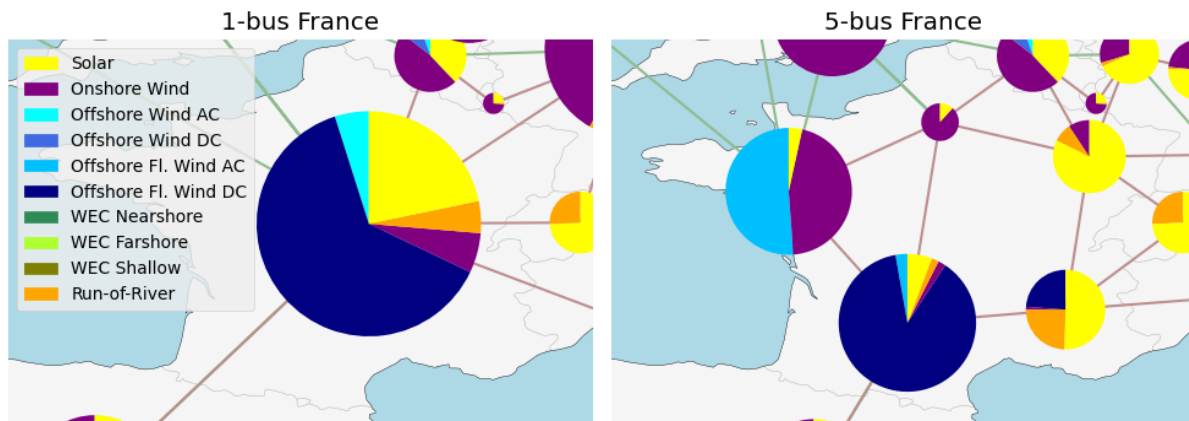 1-bus France
5-bus France
Solar
Onshore Wind
Offshore Wind AC
Offshore Wind DC
Offshore Fl. Wind AC
Offshore Fl. Wind DC
WEC Nearshore
WEC Farshore
WEC Shallow
Run-of-River